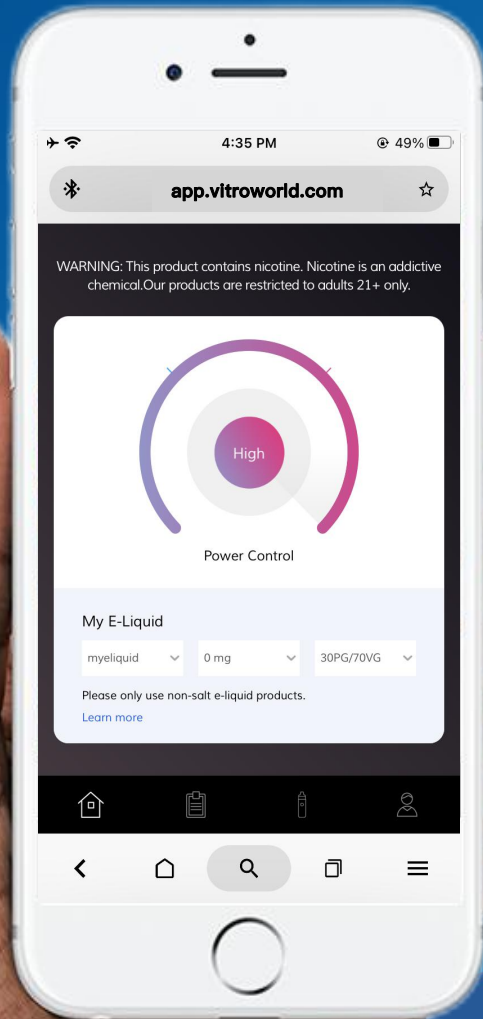 4:35 PM
49%
app.vitroworld.com
WARNING: This product contains nicotine. Nicotine is an addictive
chemical.Our products are restricted to adults 21+ only.
High
Power Control
My E-Liquid
myeliquid
0 mg
30PG/70VG
Please only use non-salt e-liquid products.
Learn more